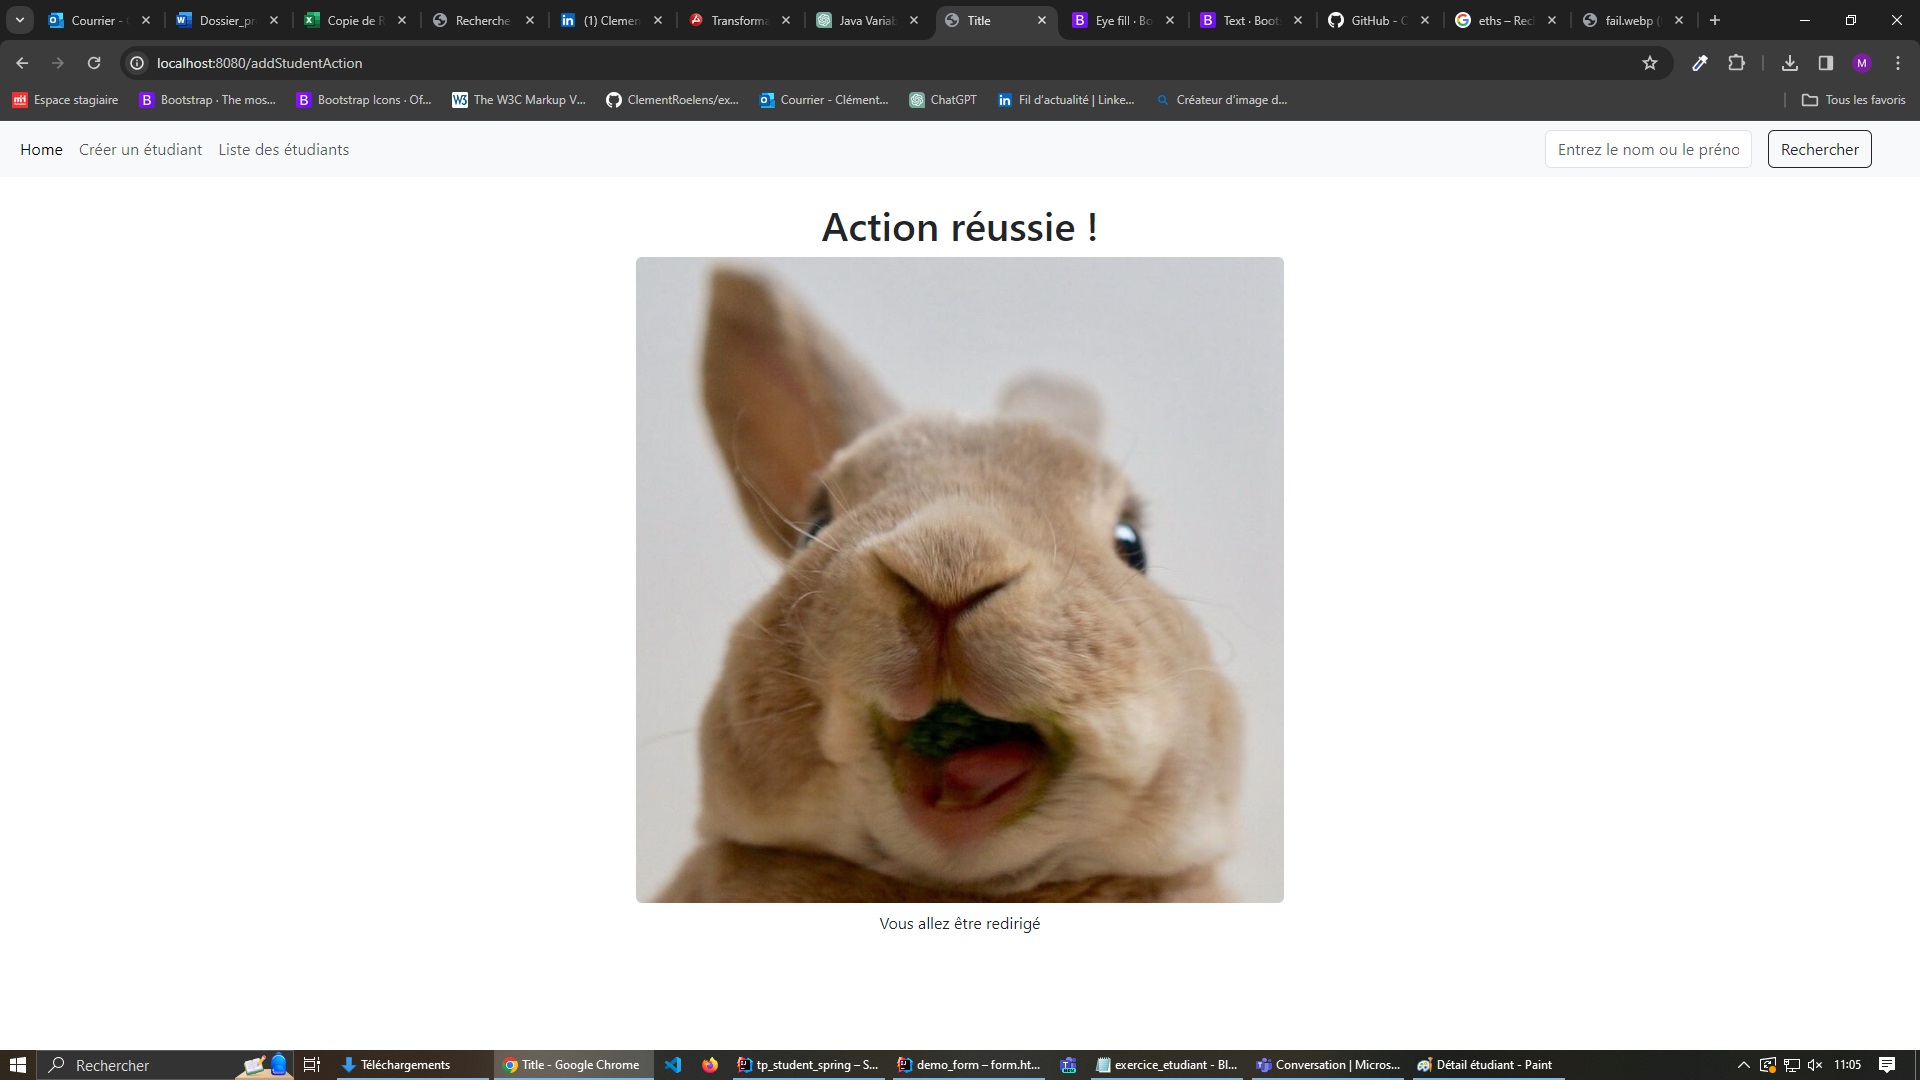 Courrier -
Dossier_pr
Copie de R
Recherche
(1) Clemen
Transforma
Java Variab
Title
Eye fill · Bo
Text · Boot
GitHub - C
eths – Rec
fail.webp (
localhost:8080/addStudentAction
M
Espace stagiaire
Bootstrap · The mos...
Bootstrap Icons · Of...
The W3C Markup V...
ClementRoelens/ex...
Courrier - Clément...
ChatGPT
Fil d'actualité | Linke...
Créateur d'image d...
Tous les favoris
Home
Créer un étudiant
Liste des étudiants
Entrez le nom ou le préno
Rechercher
Action réussie !
Vous allez être redirigé
Rechercher
Téléchargements
Title - Google Chrome
tp_student_spring – S...
demo_form – form.ht...
exercice_etudiant - Bl...
Conversation | Micros...
Détail étudiant - Paint
11:05